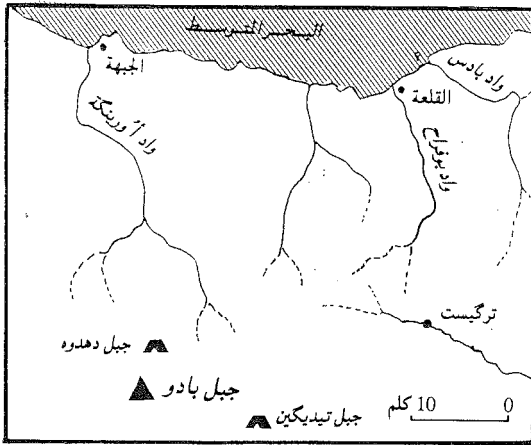 البحر المتوسط
الجبهة
واد بادس
القلعة
واد أورينگة
واد بوفراح
ترگيست
جبل دهدوه
جبل بادو
جبل تيديگين
10 كلم 0